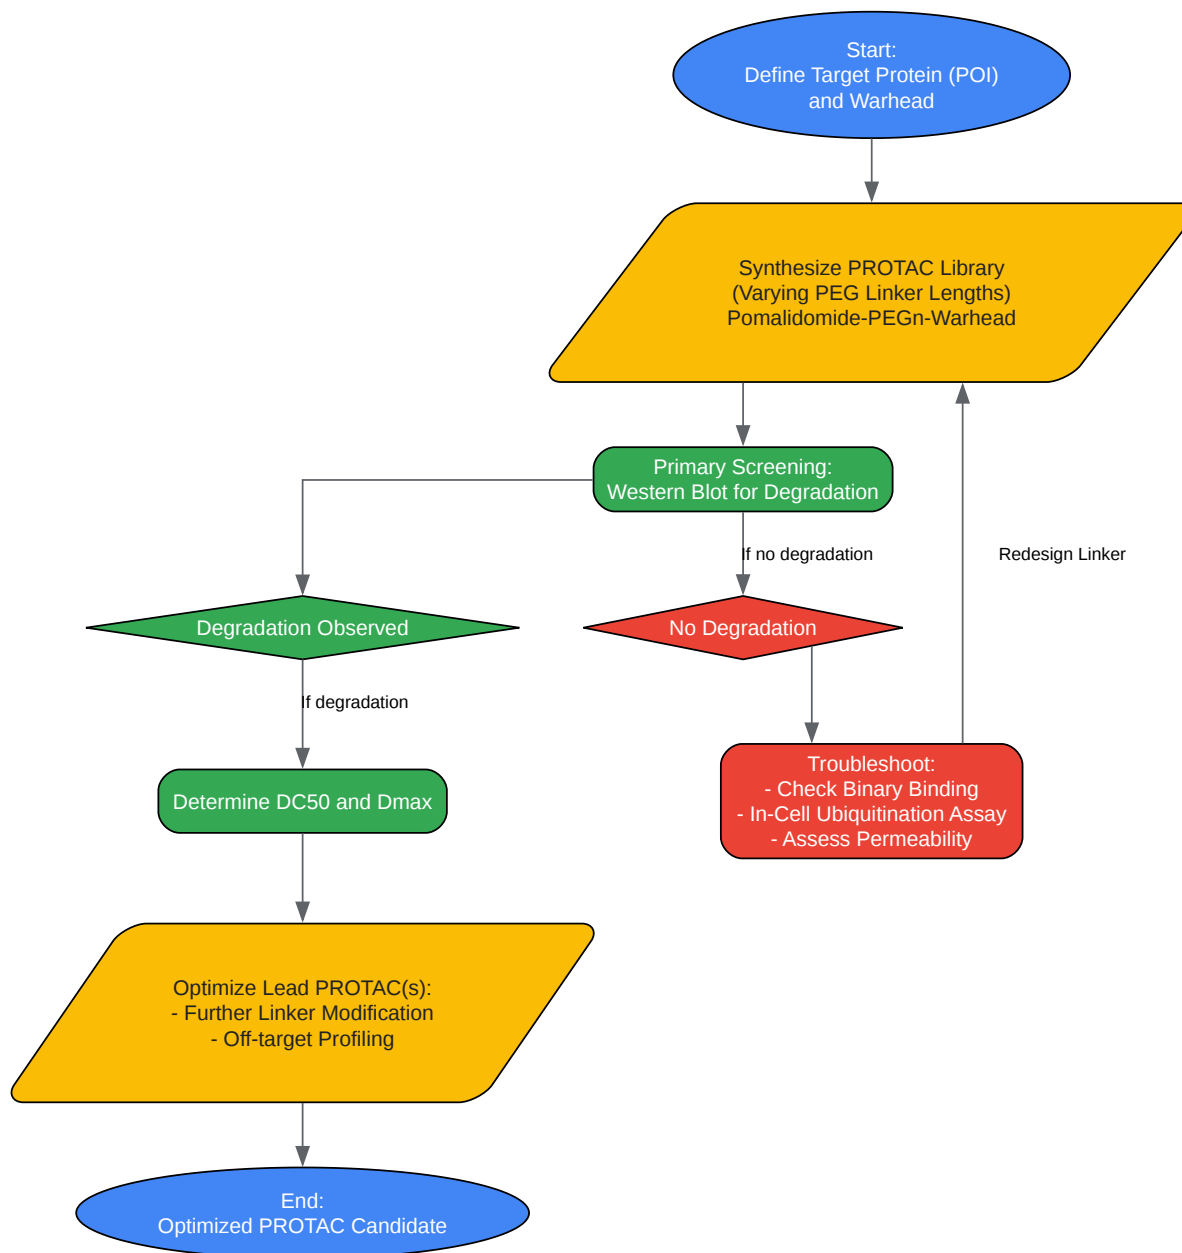 Start:
Define Target Protein (POI)
and Warhead
Synthesize PROTAC Library
(Varying PEG Linker Lengths)
Pomalidomide-PEGn-Warhead
Primary Screening:
Western Blot for Degradation
If no degradation
Redesign Linker
Degradation Observed
No Degradation
If degradation
Troubleshoot:
- Check Binary Binding
- In-Cell Ubiquitination Assay
- Assess Permeability
Determine DC50 and Dmax
Optimize Lead PROTAC(s):
- Further Linker Modification
- Off-target Profiling
End:
Optimized PROTAC Candidate